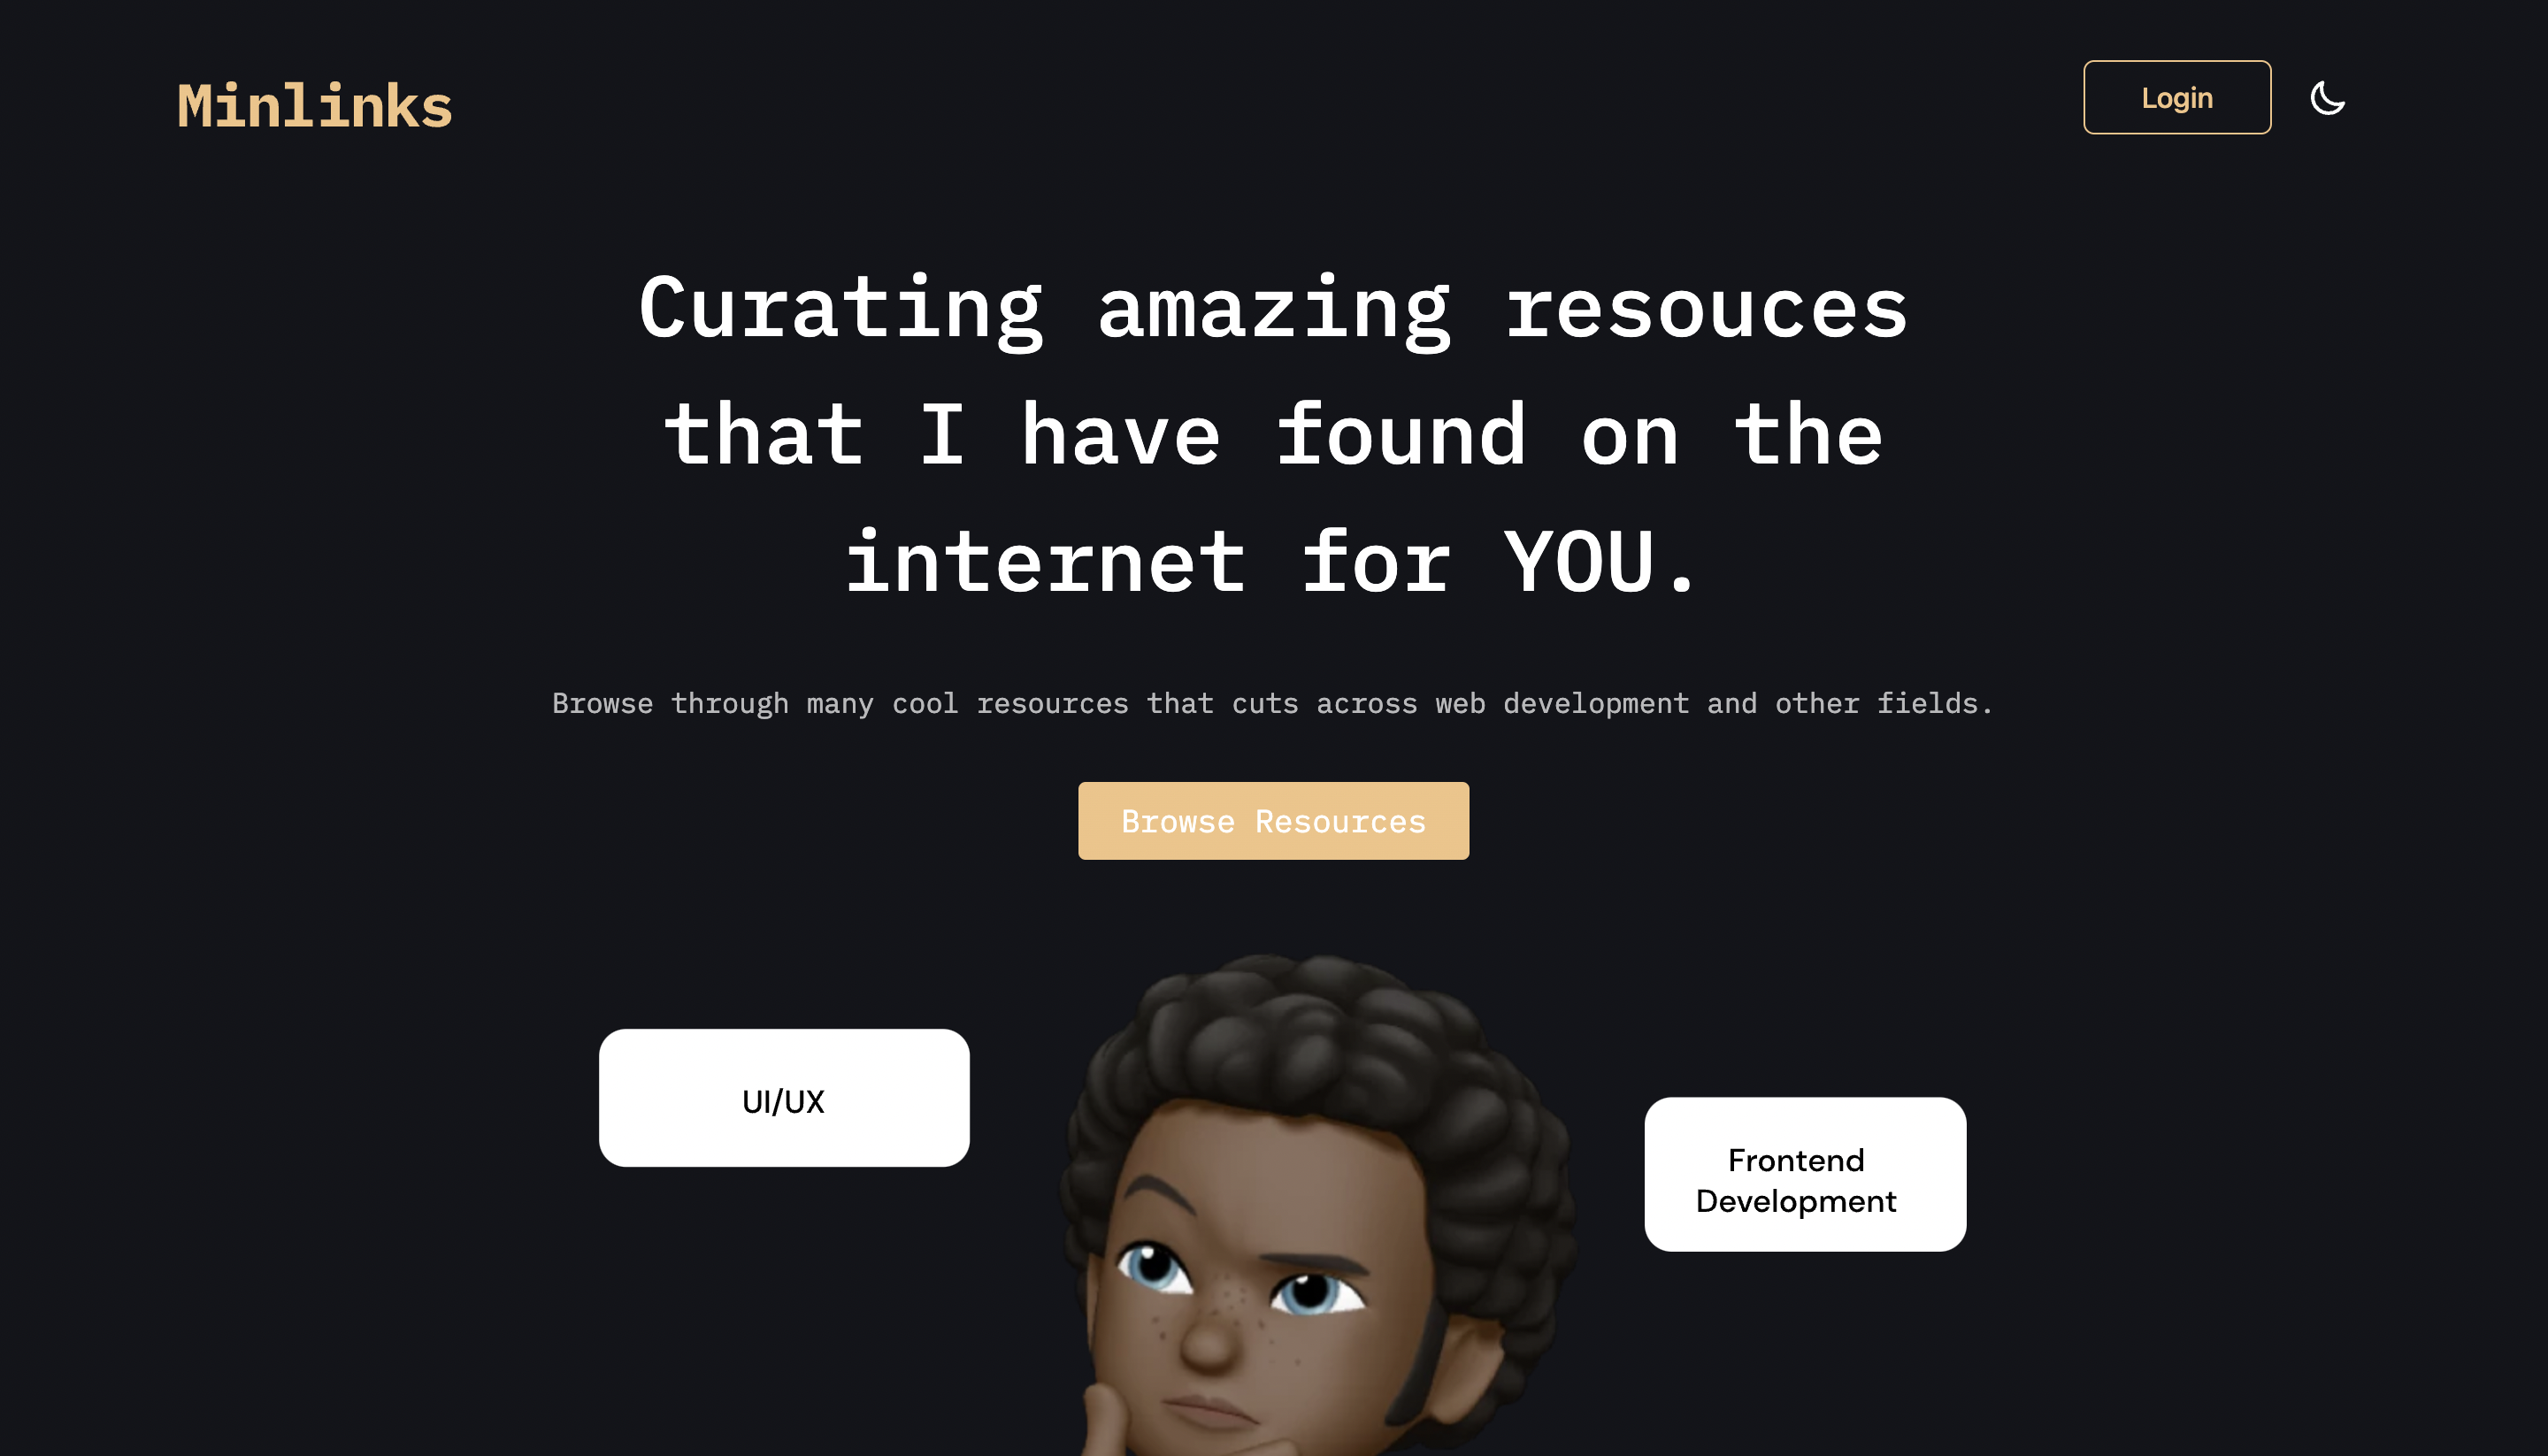 Minlinks
Login
Curating amazing resouces
that I have found on the
internet for YOU.
Browse through many cool resources that cuts across web development and other fields.
Browse Resources
UI/UX
Frontend
Development